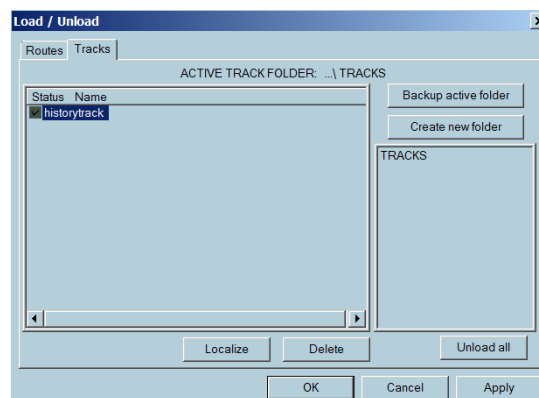 Load / Unload
Routes Tracks
ACTIVE TRACK FOLDER: ...\ TRACKS
Status Name
historytrack
Backup active folder
Create new folder
TRACKS
Localize Delete Unload all
OK Cancel Apply